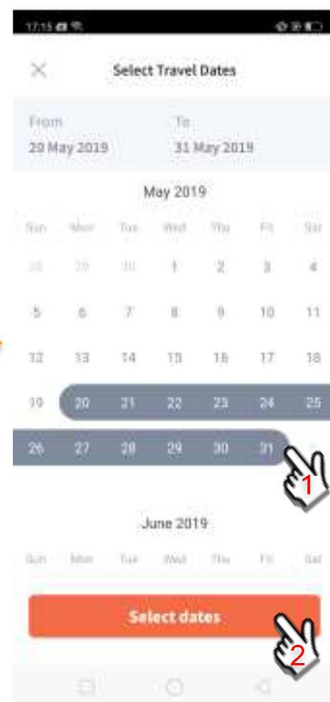 17:15
Select Travel Dates
From To
20 May 2019 31 May 2019
May 2019
Sun Mon Tue Wed Thu Fri Sat
28 29 30 1 2 3 4
5 6 7 8 9 10 11
12 13 14 15 16 17 18
19 20 21 22 23 24 25
26 27 28 29 30 31
1
June 2019
Sun Mon Tue Wed Thu Fri Sat
Select dates
2